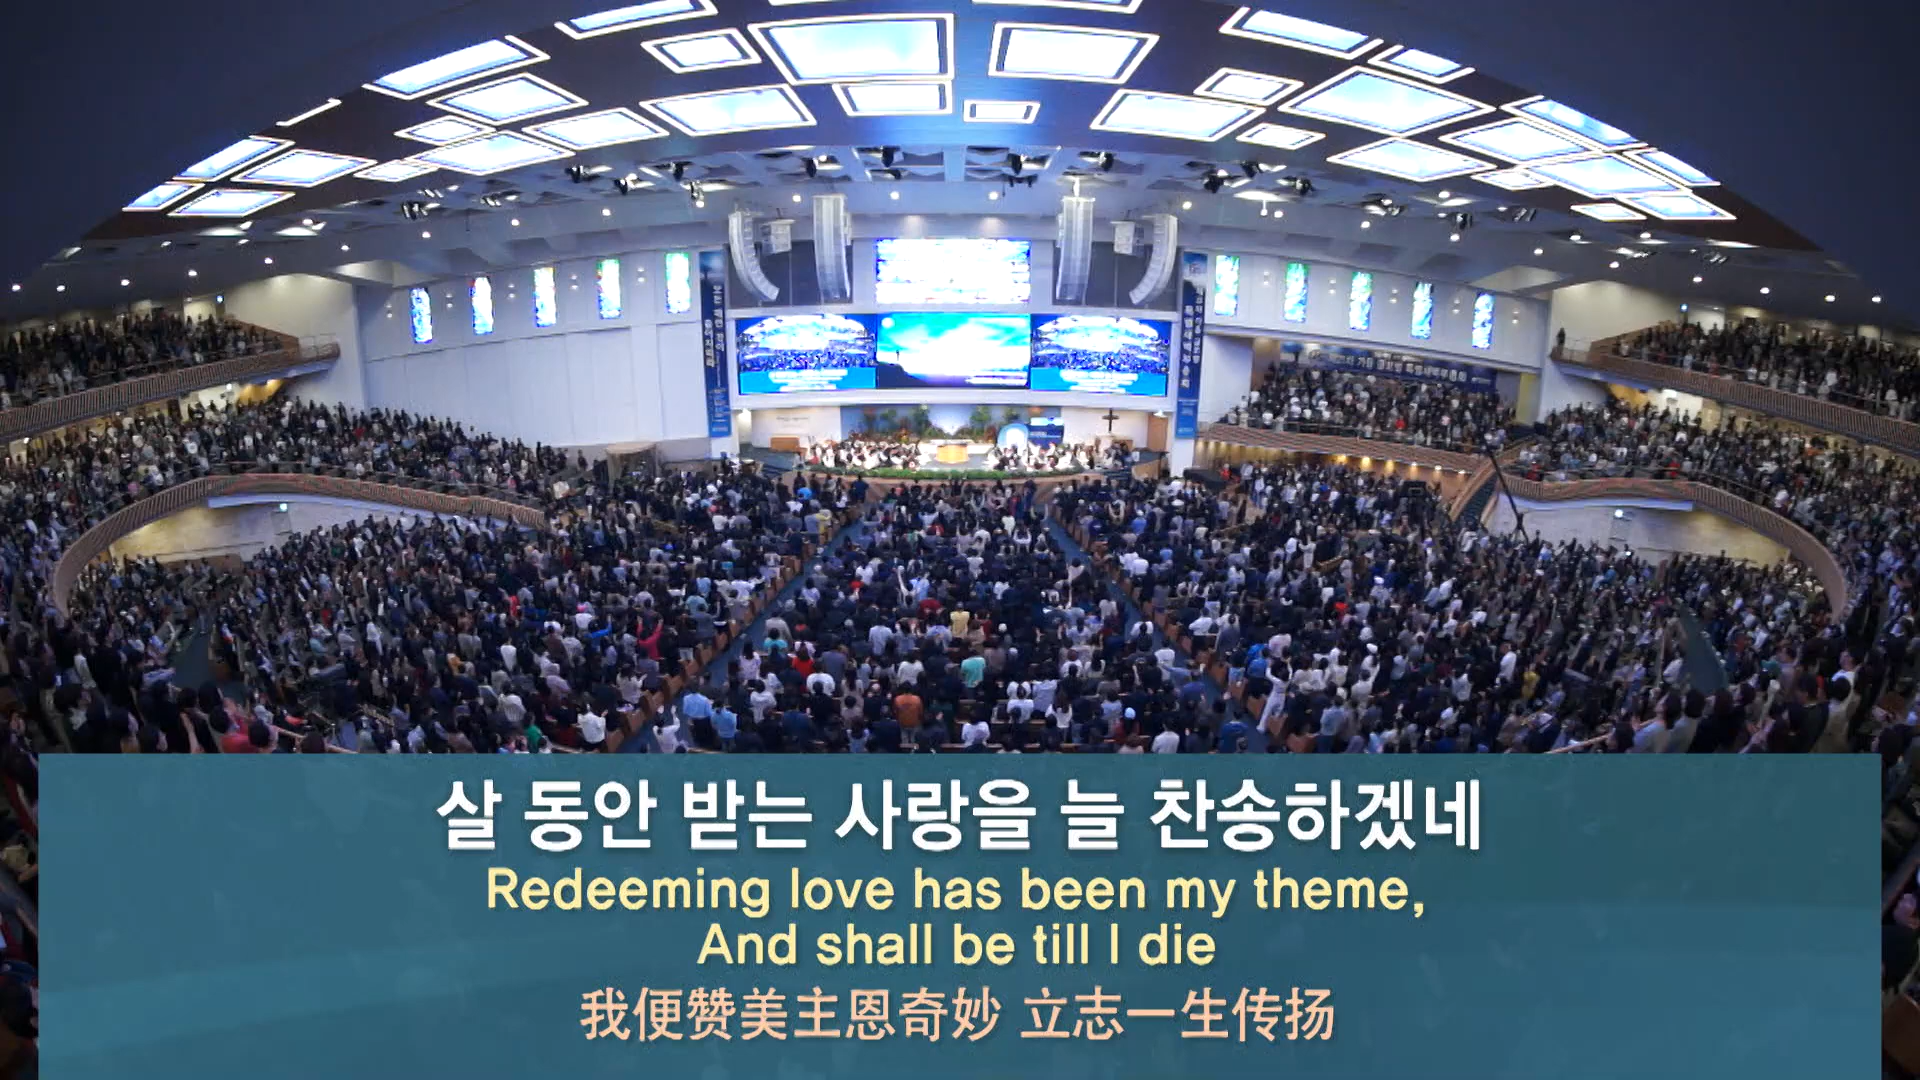 살 동안 받는 사랑을 늘 찬송하겠네
Redeeming love has been my theme,
And shall be till I die
我便赞美主恩奇妙 立志一生传扬